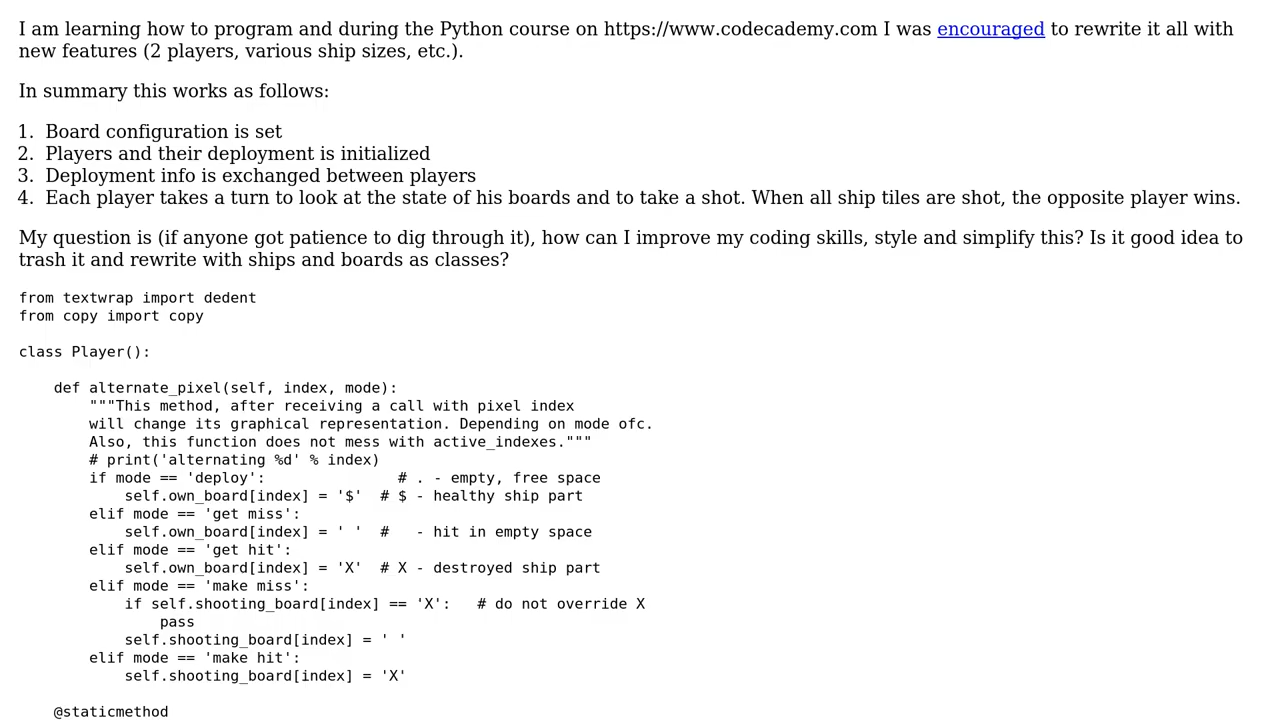 I am learning how to program and during the Python course on https://www.codecademy.com I was encouraged to rewrite it all with
new features (2 players, various ship sizes, etc.).
In summary this works as follows:
1. Board configuration is set
2. Players and their deployment is initialized
3. Deployment info is exchanged between players
4. Each player takes a turn to look at the state of his boards and to take a shot. When all ship tiles are shot, the opposite player wins.
My question is (if anyone got patience to dig through it), how can I improve my coding skills, style and simplify this? Is it good idea to
trash it and rewrite with ships and boards as classes?
from textwrap import dedent
from copy import copy
class Player():
    def alternate_pixel(self, index, mode):
        """This method, after receiving a call with pixel index
        will change its graphical representation. Depending on mode ofc.
        Also, this function does not mess with active_indexes."""
        # print('alternating %d' % index)
        if mode == 'deploy':               # . - empty, free space
            self.own_board[index] = '$'  # $ - healthy ship part
        elif mode == 'get miss':
            self.own_board[index] = ' '  #   - hit in empty space
        elif mode == 'get hit':
            self.own_board[index] = 'X'  # X - destroyed ship part
        elif mode == 'make miss':
            if self.shooting_board[index] == 'X':   # do not override X
                pass
            self.shooting_board[index] = ' '
        elif mode == 'make hit':
            self.shooting_board[index] = 'X'
    @staticmethod